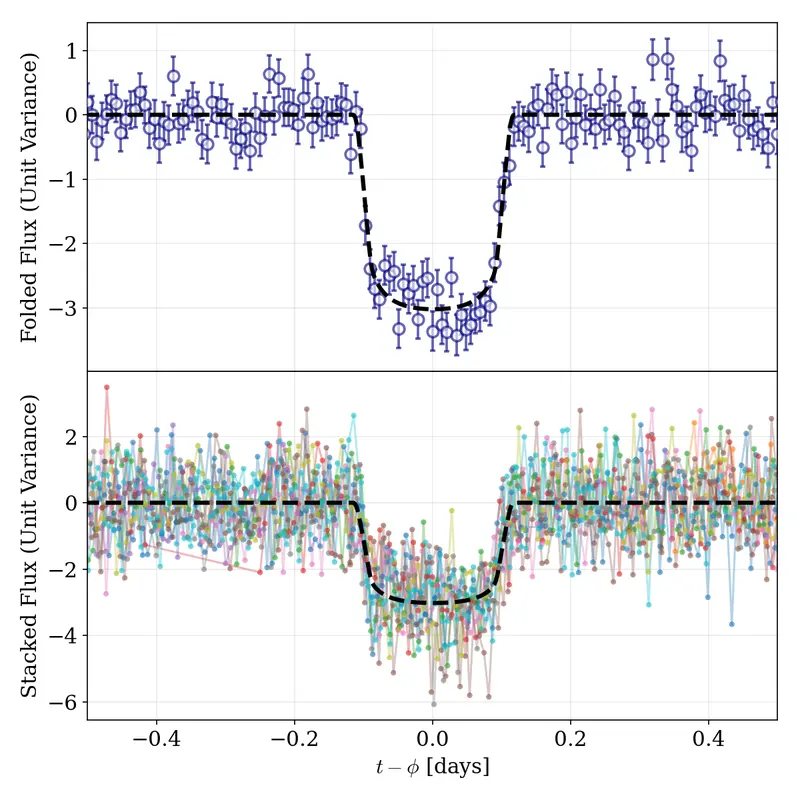 Folded Flux (Unit Variance)
1
0
−1
−2
−3
Stacked Flux (Unit Variance)
2
0
−2
−4
−6
−0.4 −0.2 0.0 0.2 0.4
t − ϕ [days]